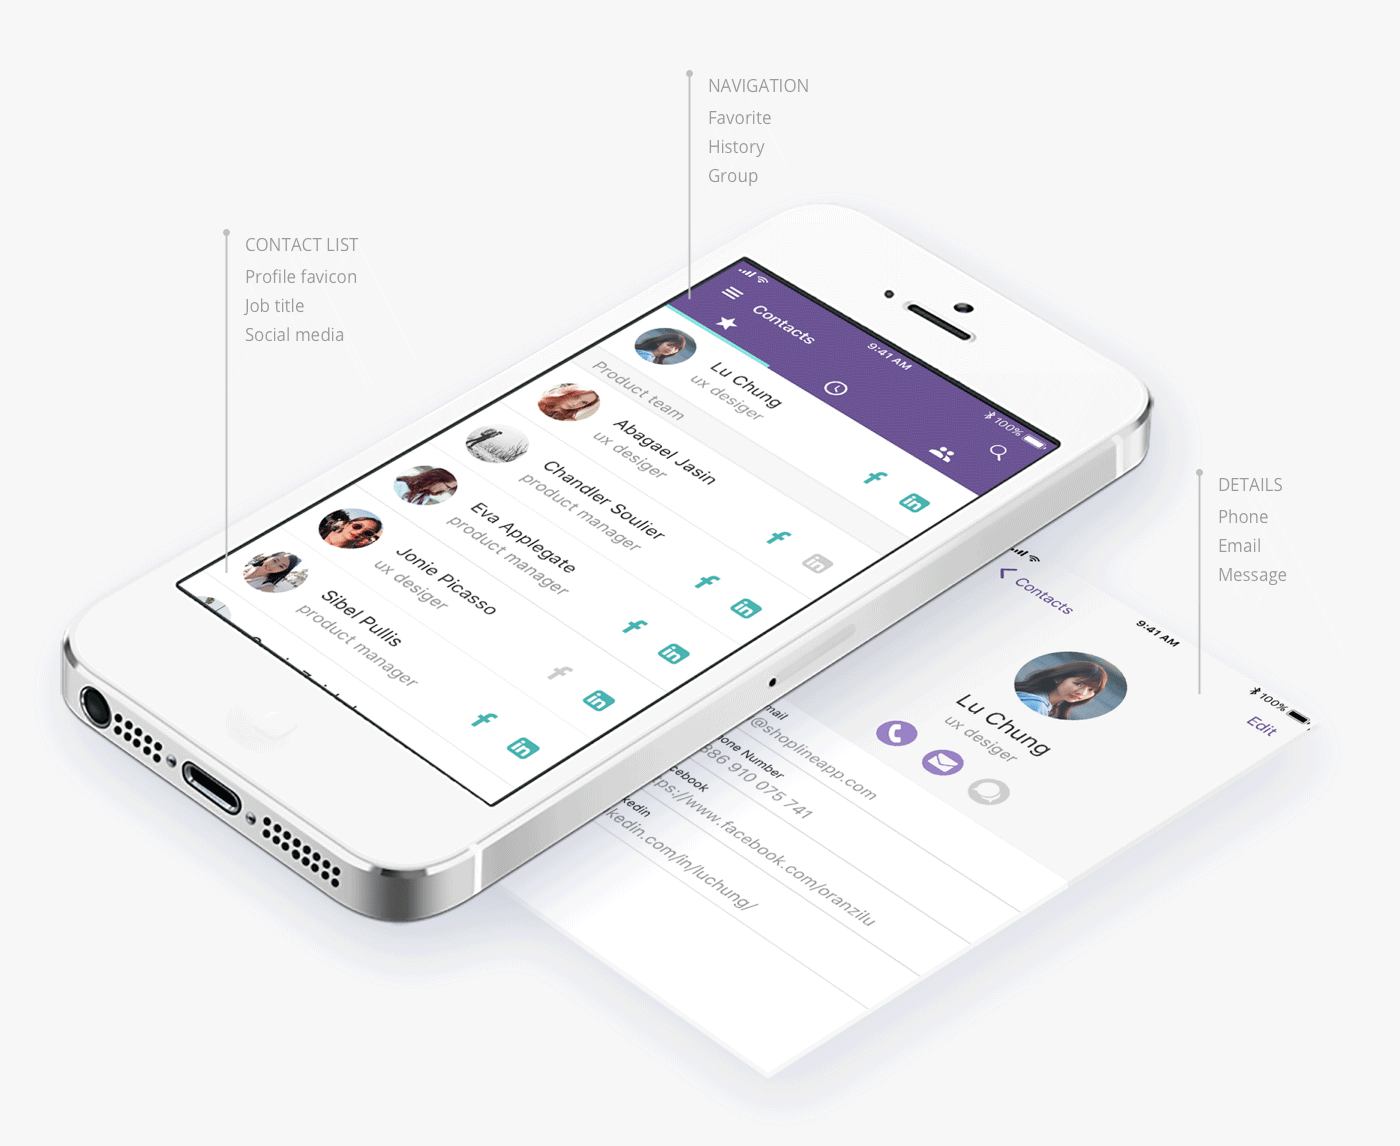 NAVIGATION
Favorite
History
Group
CONTACT LIST
Profile favicon
Job title
Social media
9:41 AM
100%
Contacts
Lu Chung
ux desiger
Product team
Abagael Jasin
ux desiger
Chandler Soulier
product manager
Eva Applegate
product manager
Jonie Picasso
ux desiger
Sibel Pullis
product manager
DETAILS
Phone
Email
Message
9:41 AM
100%
Contacts
Edit
Lu Chung
ux desiger
mail
@shoplineapp.com
one Number
886 910 075 741
cebook
ps://www.facebook.com/oranzilu
kedin
kedin.com/in/luchung/